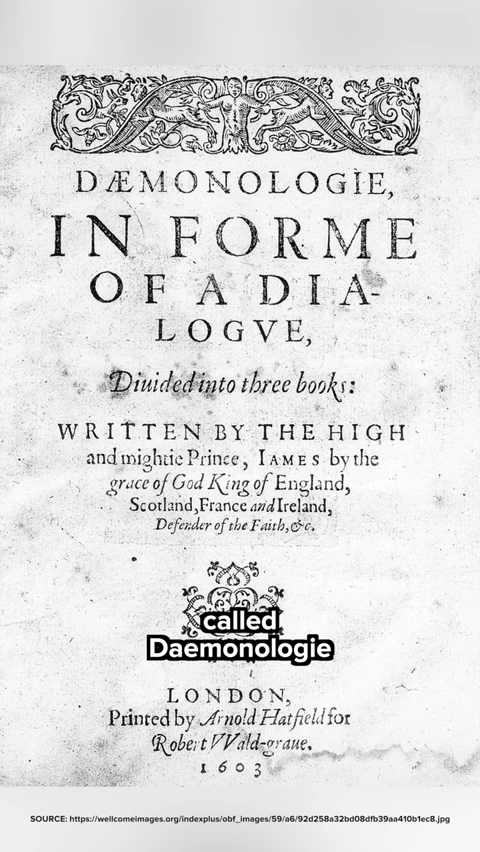 DÆMONOLOGIE,
IN FORME
OF A DIA-
LOGVE,
Diuided into three books:
WRITTEN BY THE HIGH
and mightie Prince, IAMES by the
grace of God King of England,
Scotland, France and Ireland,
Defender of the Faith, &c.
called
Daemonologie
LONDON,
Printed by Arnold Hatfield for
Robert VVald-graue.
1603
SOURCE: https://wellcomeimages.org/indexplus/obf_images/59/a6/92d258a32bd08dfb39aa410b1ec8.jpg